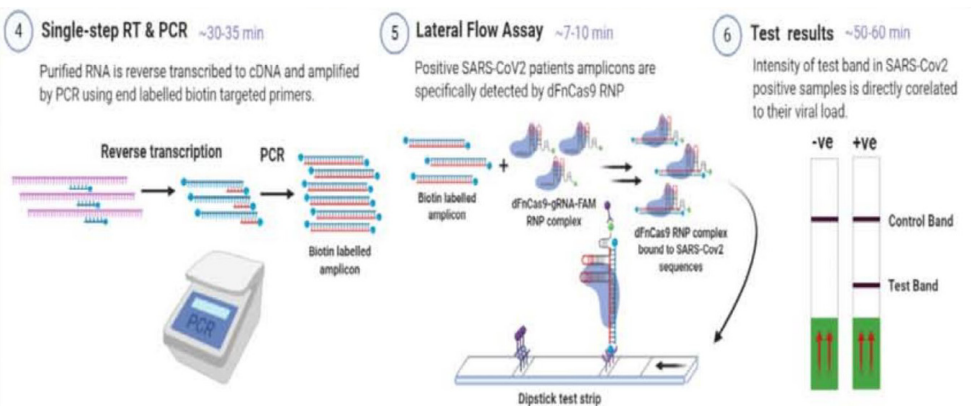 4 Single-step RT & PCR ~30-35 min
Purified RNA is reverse transcribed to cDNA and amplified
by PCR using end labelled biotin targeted primers.
Reverse transcription
PCR
Biotin labelled
amplicon
PCR
5 Lateral Flow Assay ~7-10 min
Positive SARS-CoV2 patients amplicons are
specifically detected by dFnCas9 RNP
Biotin labelled
amplicon
+
dFnCas9-gRNA-FAM
RNP complex
dFnCas9 RNP complex
bound to SARS-Cov2
sequences
Dipstick test strip
6 Test results ~50-60 min
Intensity of test band in SARS-Cov2
positive samples is directly corelated
to their viral load.
-ve +ve
Control Band
Test Band